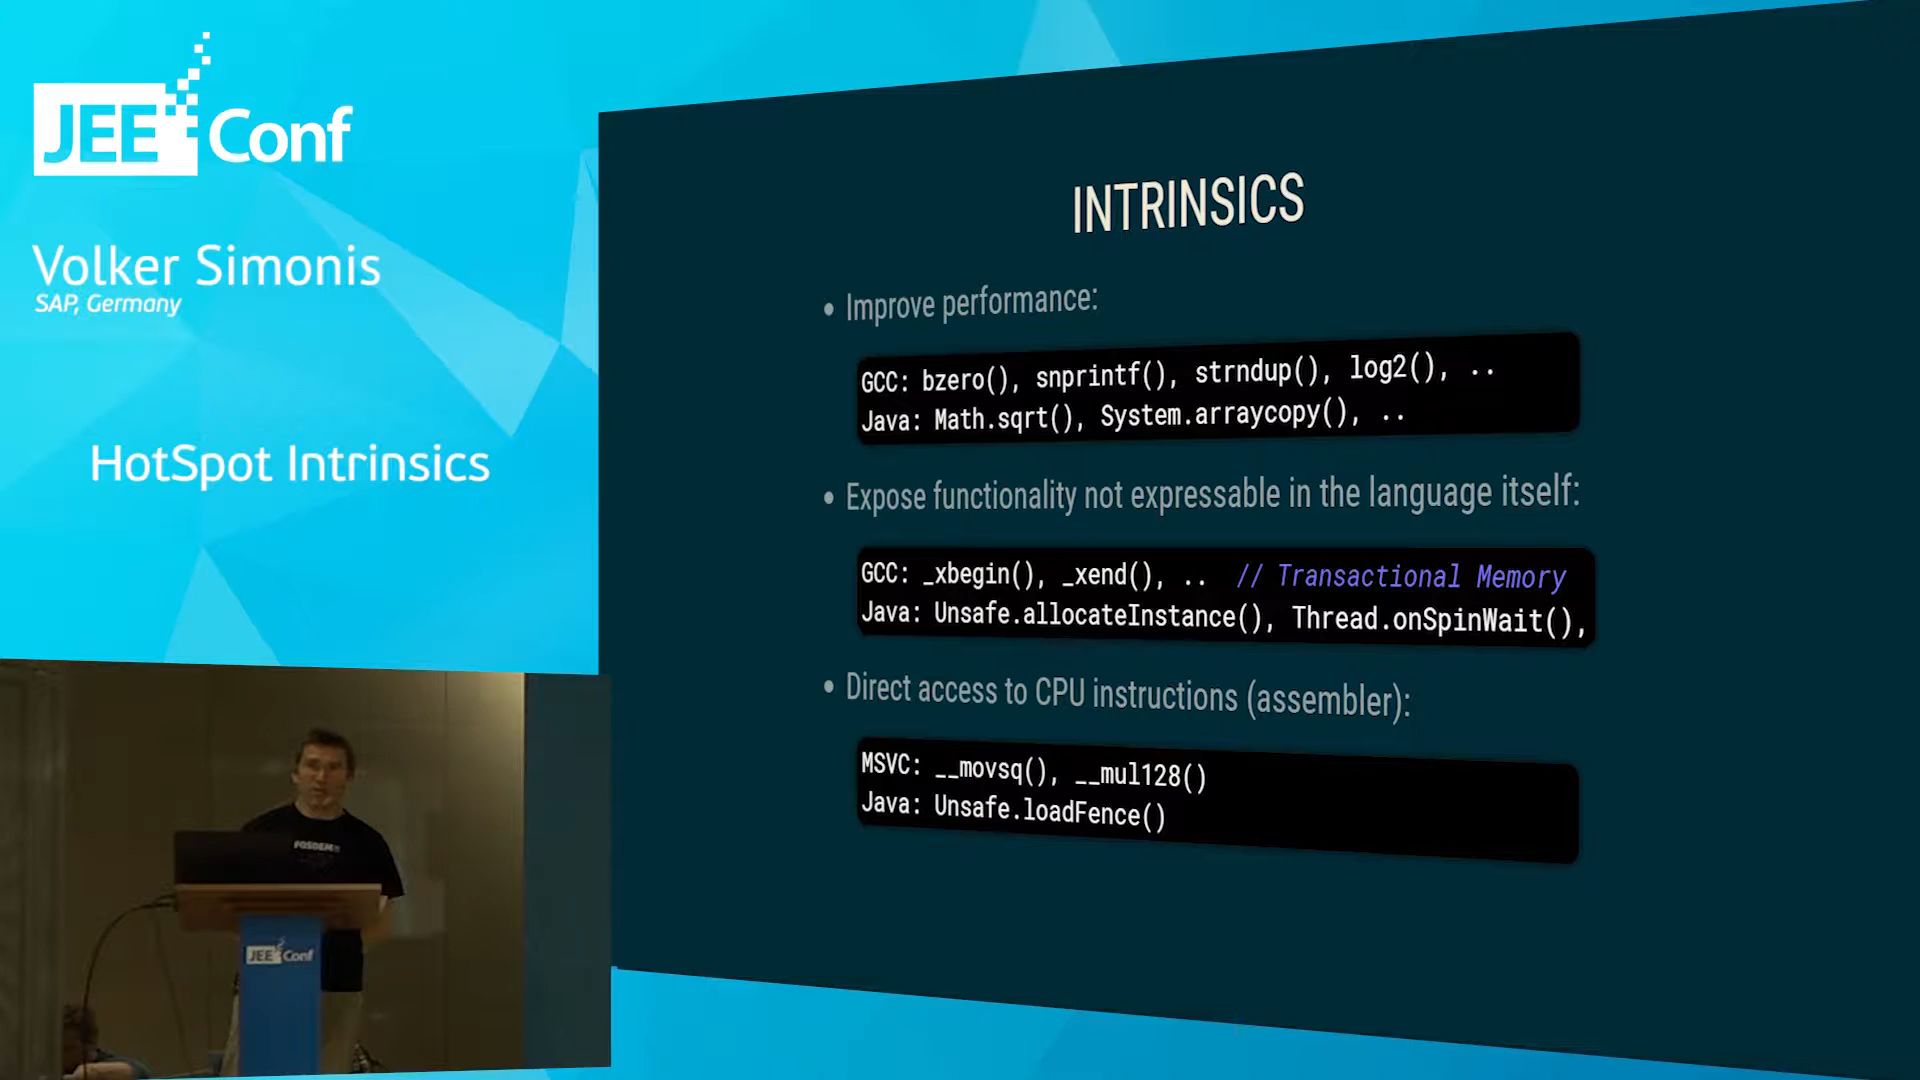 JEE Conf
Volker Simonis
SAP, Germany
HotSpot Intrinsics
INTRINSICS
• Improve performance:
GCC: bzero(), snprintf(), strndup(), log2(), ..
Java: Math.sqrt(), System.arraycopy(), ..
• Expose functionality not expressable in the language itself:
GCC: _xbegin(), _xend(), .. // Transactional Memory
Java: Unsafe.allocateInstance(), Thread.onSpinWait(),
• Direct access to CPU instructions (assembler):
MSVC: __movsq(), __mul128()
Java: Unsafe.loadFence()
FOSDEM
JEE Conf